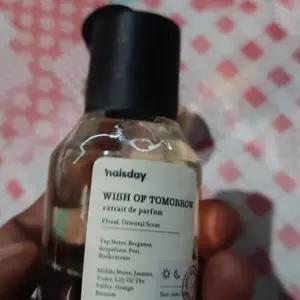 naisday
WISH OF TOMORROW
extrait de parfum
Floral, Oriental Scent
Top Notes: Bergamot,
Grapefruit, Pear,
Blackcurrant
Middle Notes: Jasmine,
Lily Of The
Valley, Orange
Blossom